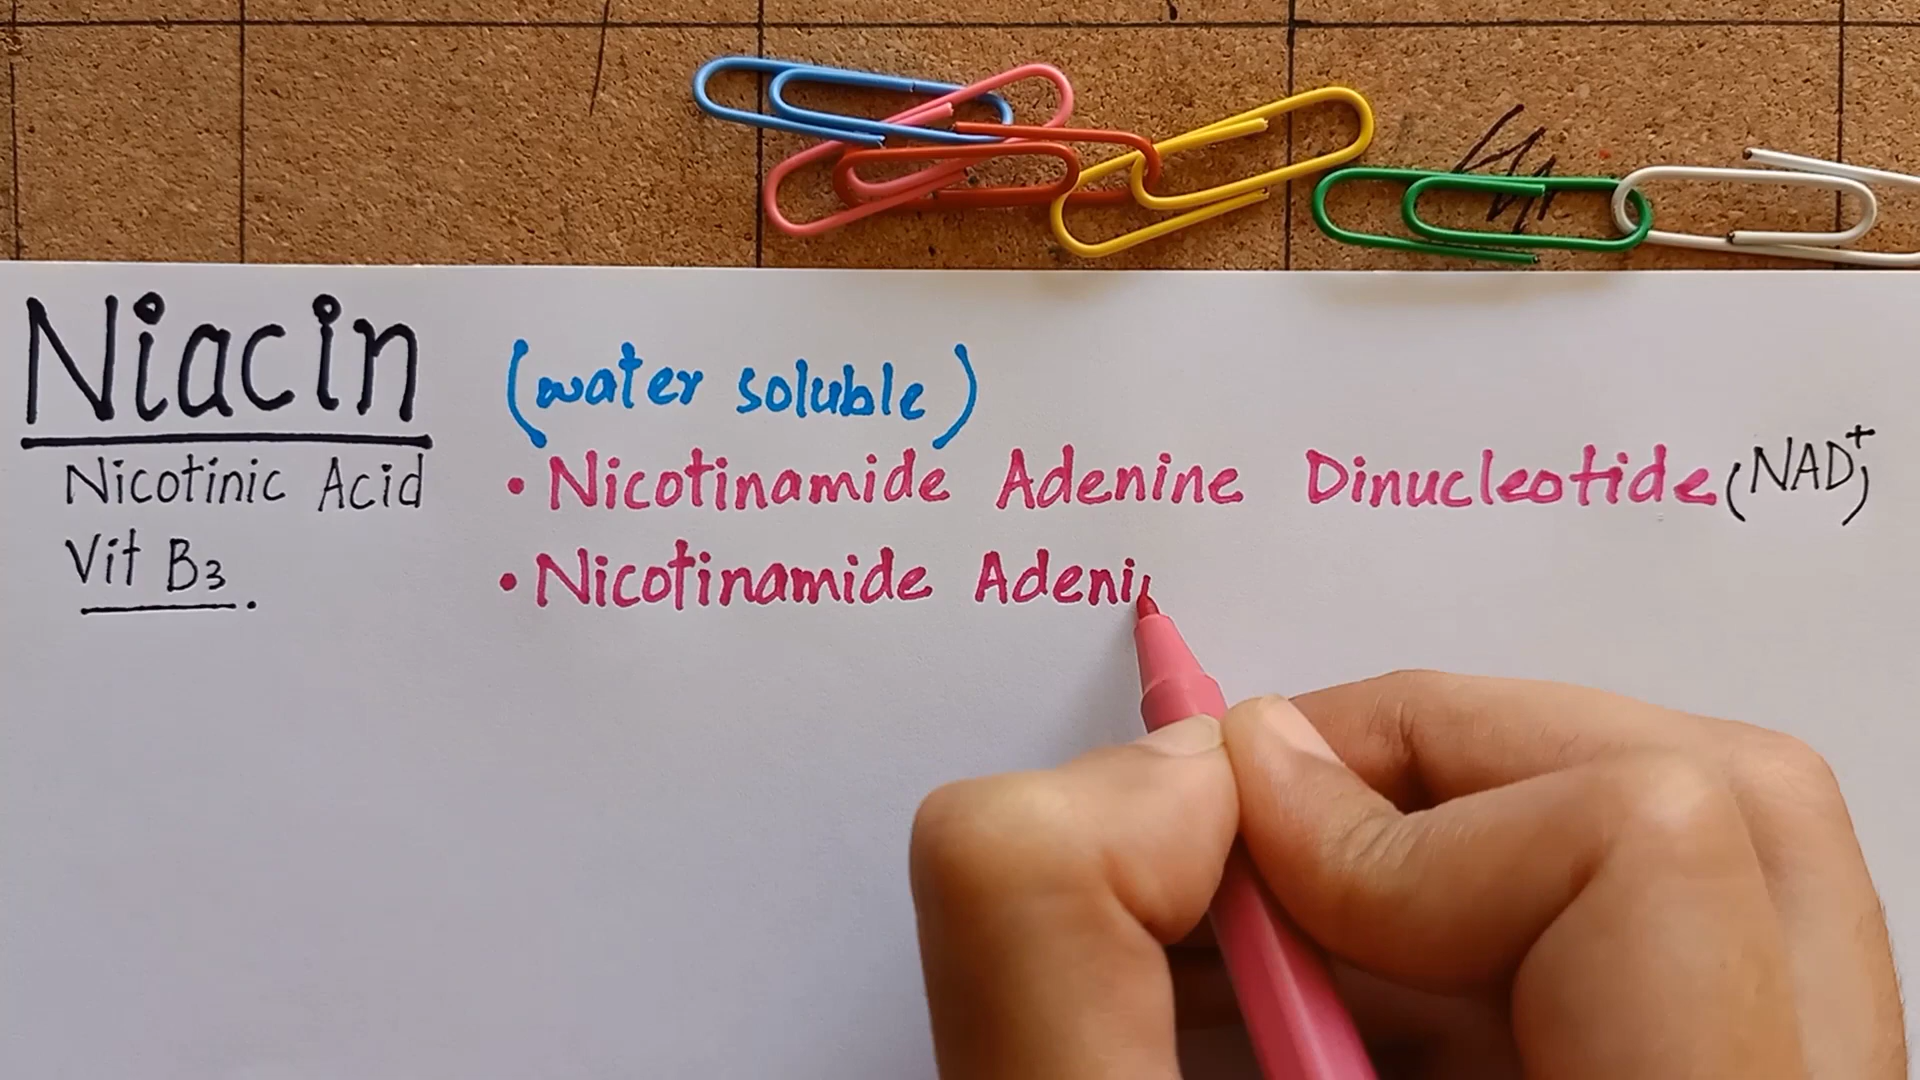 Niacin
(water soluble)
Nicotinic Acid
Vit B3.
• Nicotinamide Adenine Dinucleotide (NAD+)
• Nicotinamide Adeni